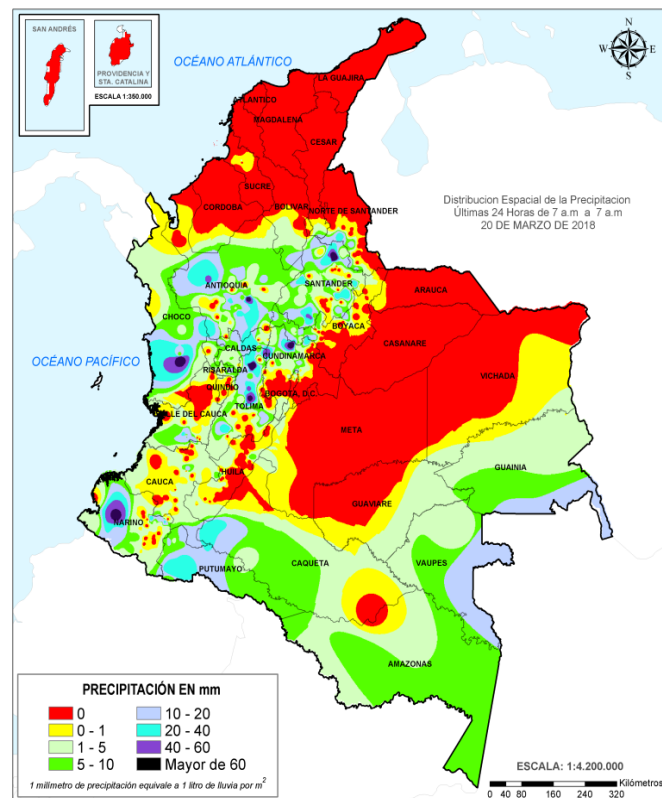 SAN ANDRÉS
PROVIDENCIA Y
STA. CATALINA
ESCALA 1:350.000
OCÉANO ATLÁNTICO
N
W E
S
LA GUAJIRA
ATLANTICO
MAGDALENA
CESAR
SUCRE
CORDOBA
BOLIVAR
NORTE DE SANTANDER
Distribucion Espacial de la Precipitacion
Últimas 24 Horas de 7 a.m a 7 a.m
20 DE MARZO DE 2018
ANTIOQUIA
SANTANDER
ARAUCA
CHOCO
BOYACA
CASANARE
OCÉANO PACÍFICO
CALDAS
CUNDINAMARCA
RISARALDA
VICHADA
QUINDIO
BOGOTA, D.C.
TOLIMA
VALLE DEL CAUCA
META
GUAINIA
HUILA
CAUCA
GUAVIARE
NARIÑO
PUTUMAYO
CAQUETA
VAUPES
AMAZONAS
PRECIPITACIÓN EN mm
0 10 - 20
0 - 1 20 - 40
1 - 5 40 - 60
5 - 10 Mayor de 60
1 milimetro de precipitación equivale a 1 litro de lluvia por m2
ESCALA: 1:4.200.000
Kilómetros
0 40 80 160 240 320